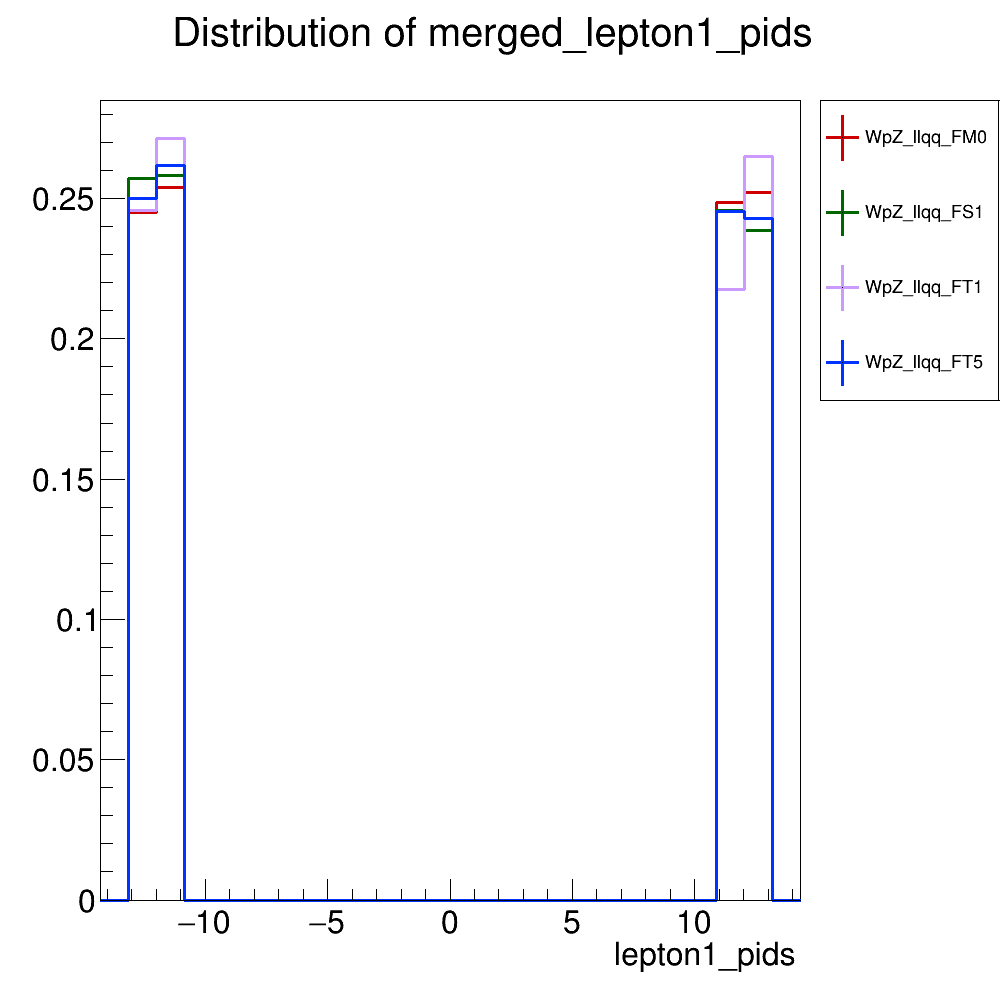 Distribution of merged_lepton1_pids
WpZ_llqq_FM0
WpZ_llqq_FS1
WpZ_llqq_FT1
WpZ_llqq_FT5
0.25
0.2
0.15
0.1
0.05
0
−10 −5 0 5 10
lepton1_pids